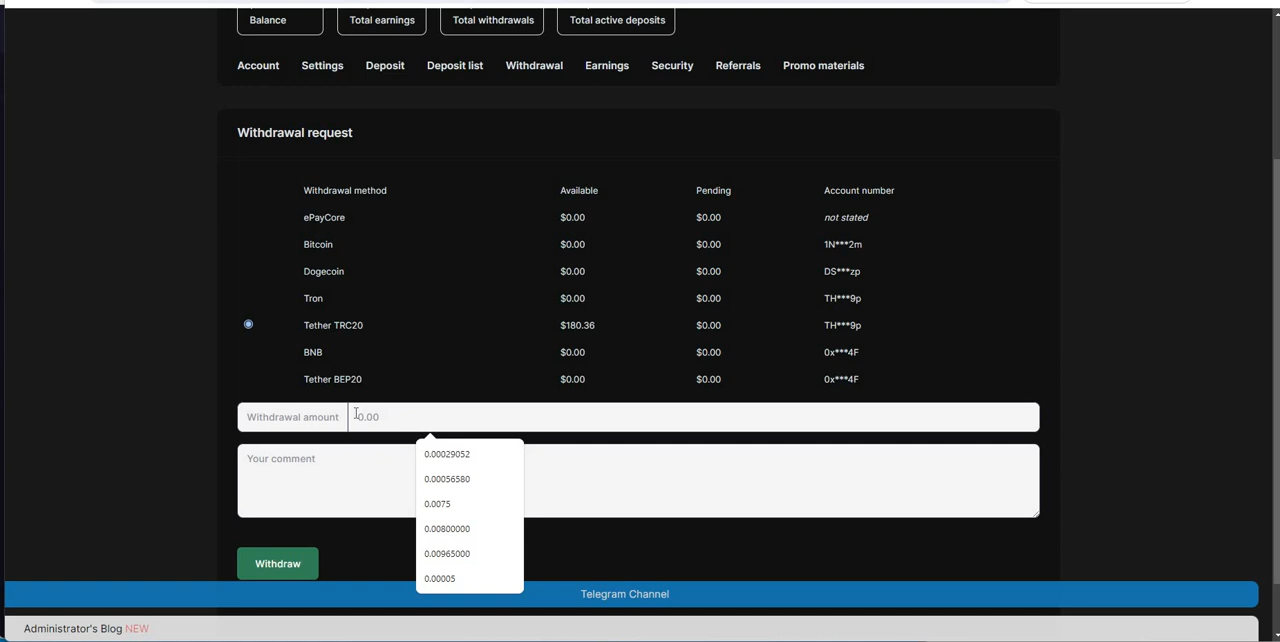 Balance Total earnings Total withdrawals Total active deposits
Account Settings Deposit Deposit list Withdrawal Earnings Security Referrals Promo materials
Withdrawal request
Withdrawal method Available Pending Account number
ePayCore $0.00 $0.00 not stated
Bitcoin $0.00 $0.00 1N***2m
Dogecoin $0.00 $0.00 DS***zp
Tron $0.00 $0.00 TH***9p
Tether TRC20 $180.36 $0.00 TH***9p
BNB $0.00 $0.00 0x***4F
Tether BEP20 $0.00 $0.00 0x***4F
Withdrawal amount 0.00
Your comment
0.00029052
0.00056580
0.0075
0.00800000
0.00965000
0.00005
Withdraw
Telegram Channel
Administrator's Blog NEW